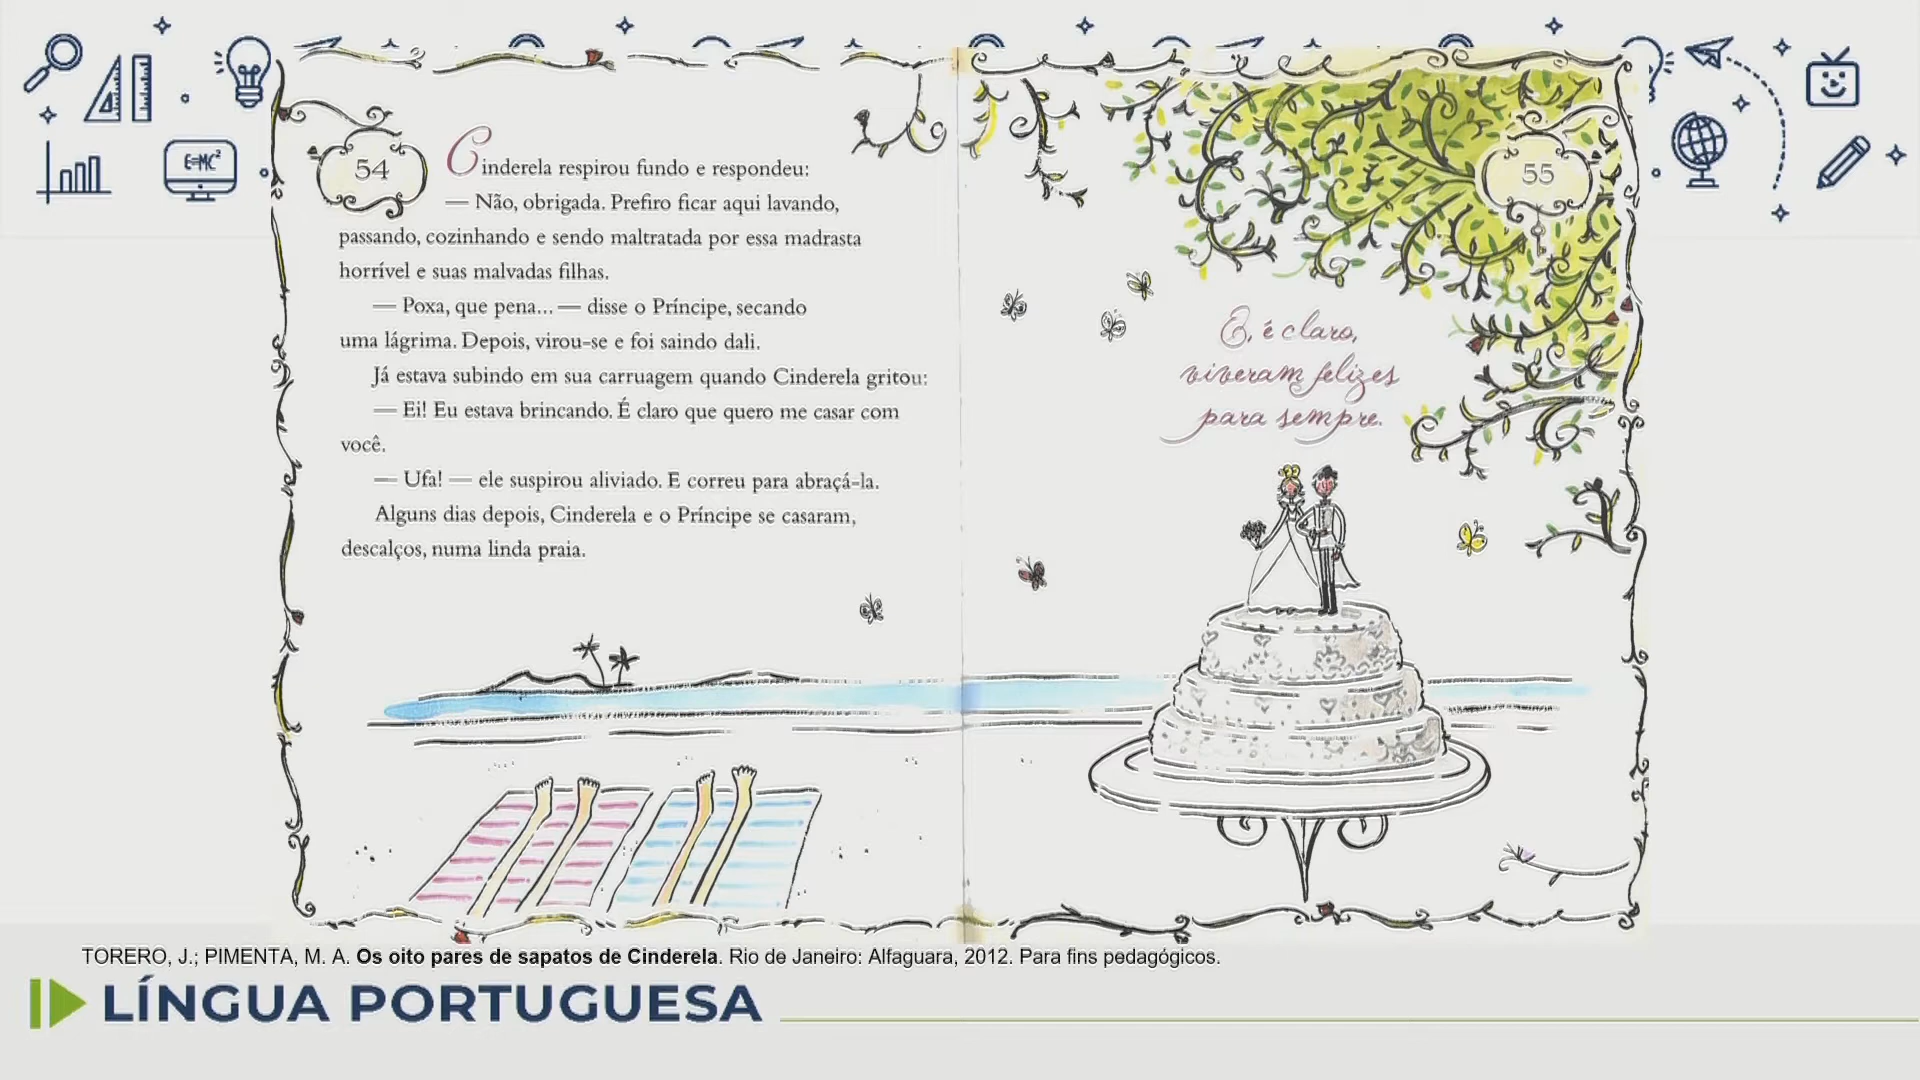 E=MC²
54
Cinderela respirou fundo e respondeu:
— Não, obrigada. Prefiro ficar aqui lavando,
passando, cozinhando e sendo maltratada por essa madrasta
horrível e suas malvadas filhas.
— Poxa, que pena... — disse o Príncipe, secando
uma lágrima. Depois, virou-se e foi saindo dali.
Já estava subindo em sua carruagem quando Cinderela gritou:
— Ei! Eu estava brincando. É claro que quero me casar com
você.
— Ufa! — ele suspirou aliviado. E correu para abraçá-la.
Alguns dias depois, Cinderela e o Príncipe se casaram,
descalços, numa linda praia.
55
E, é claro,
viveram felizes
para sempre.
TORERO, J.; PIMENTA, M. A. Os oito pares de sapatos de Cinderela. Rio de Janeiro: Alfaguara, 2012. Para fins pedagógicos.
LÍNGUA PORTUGUESA